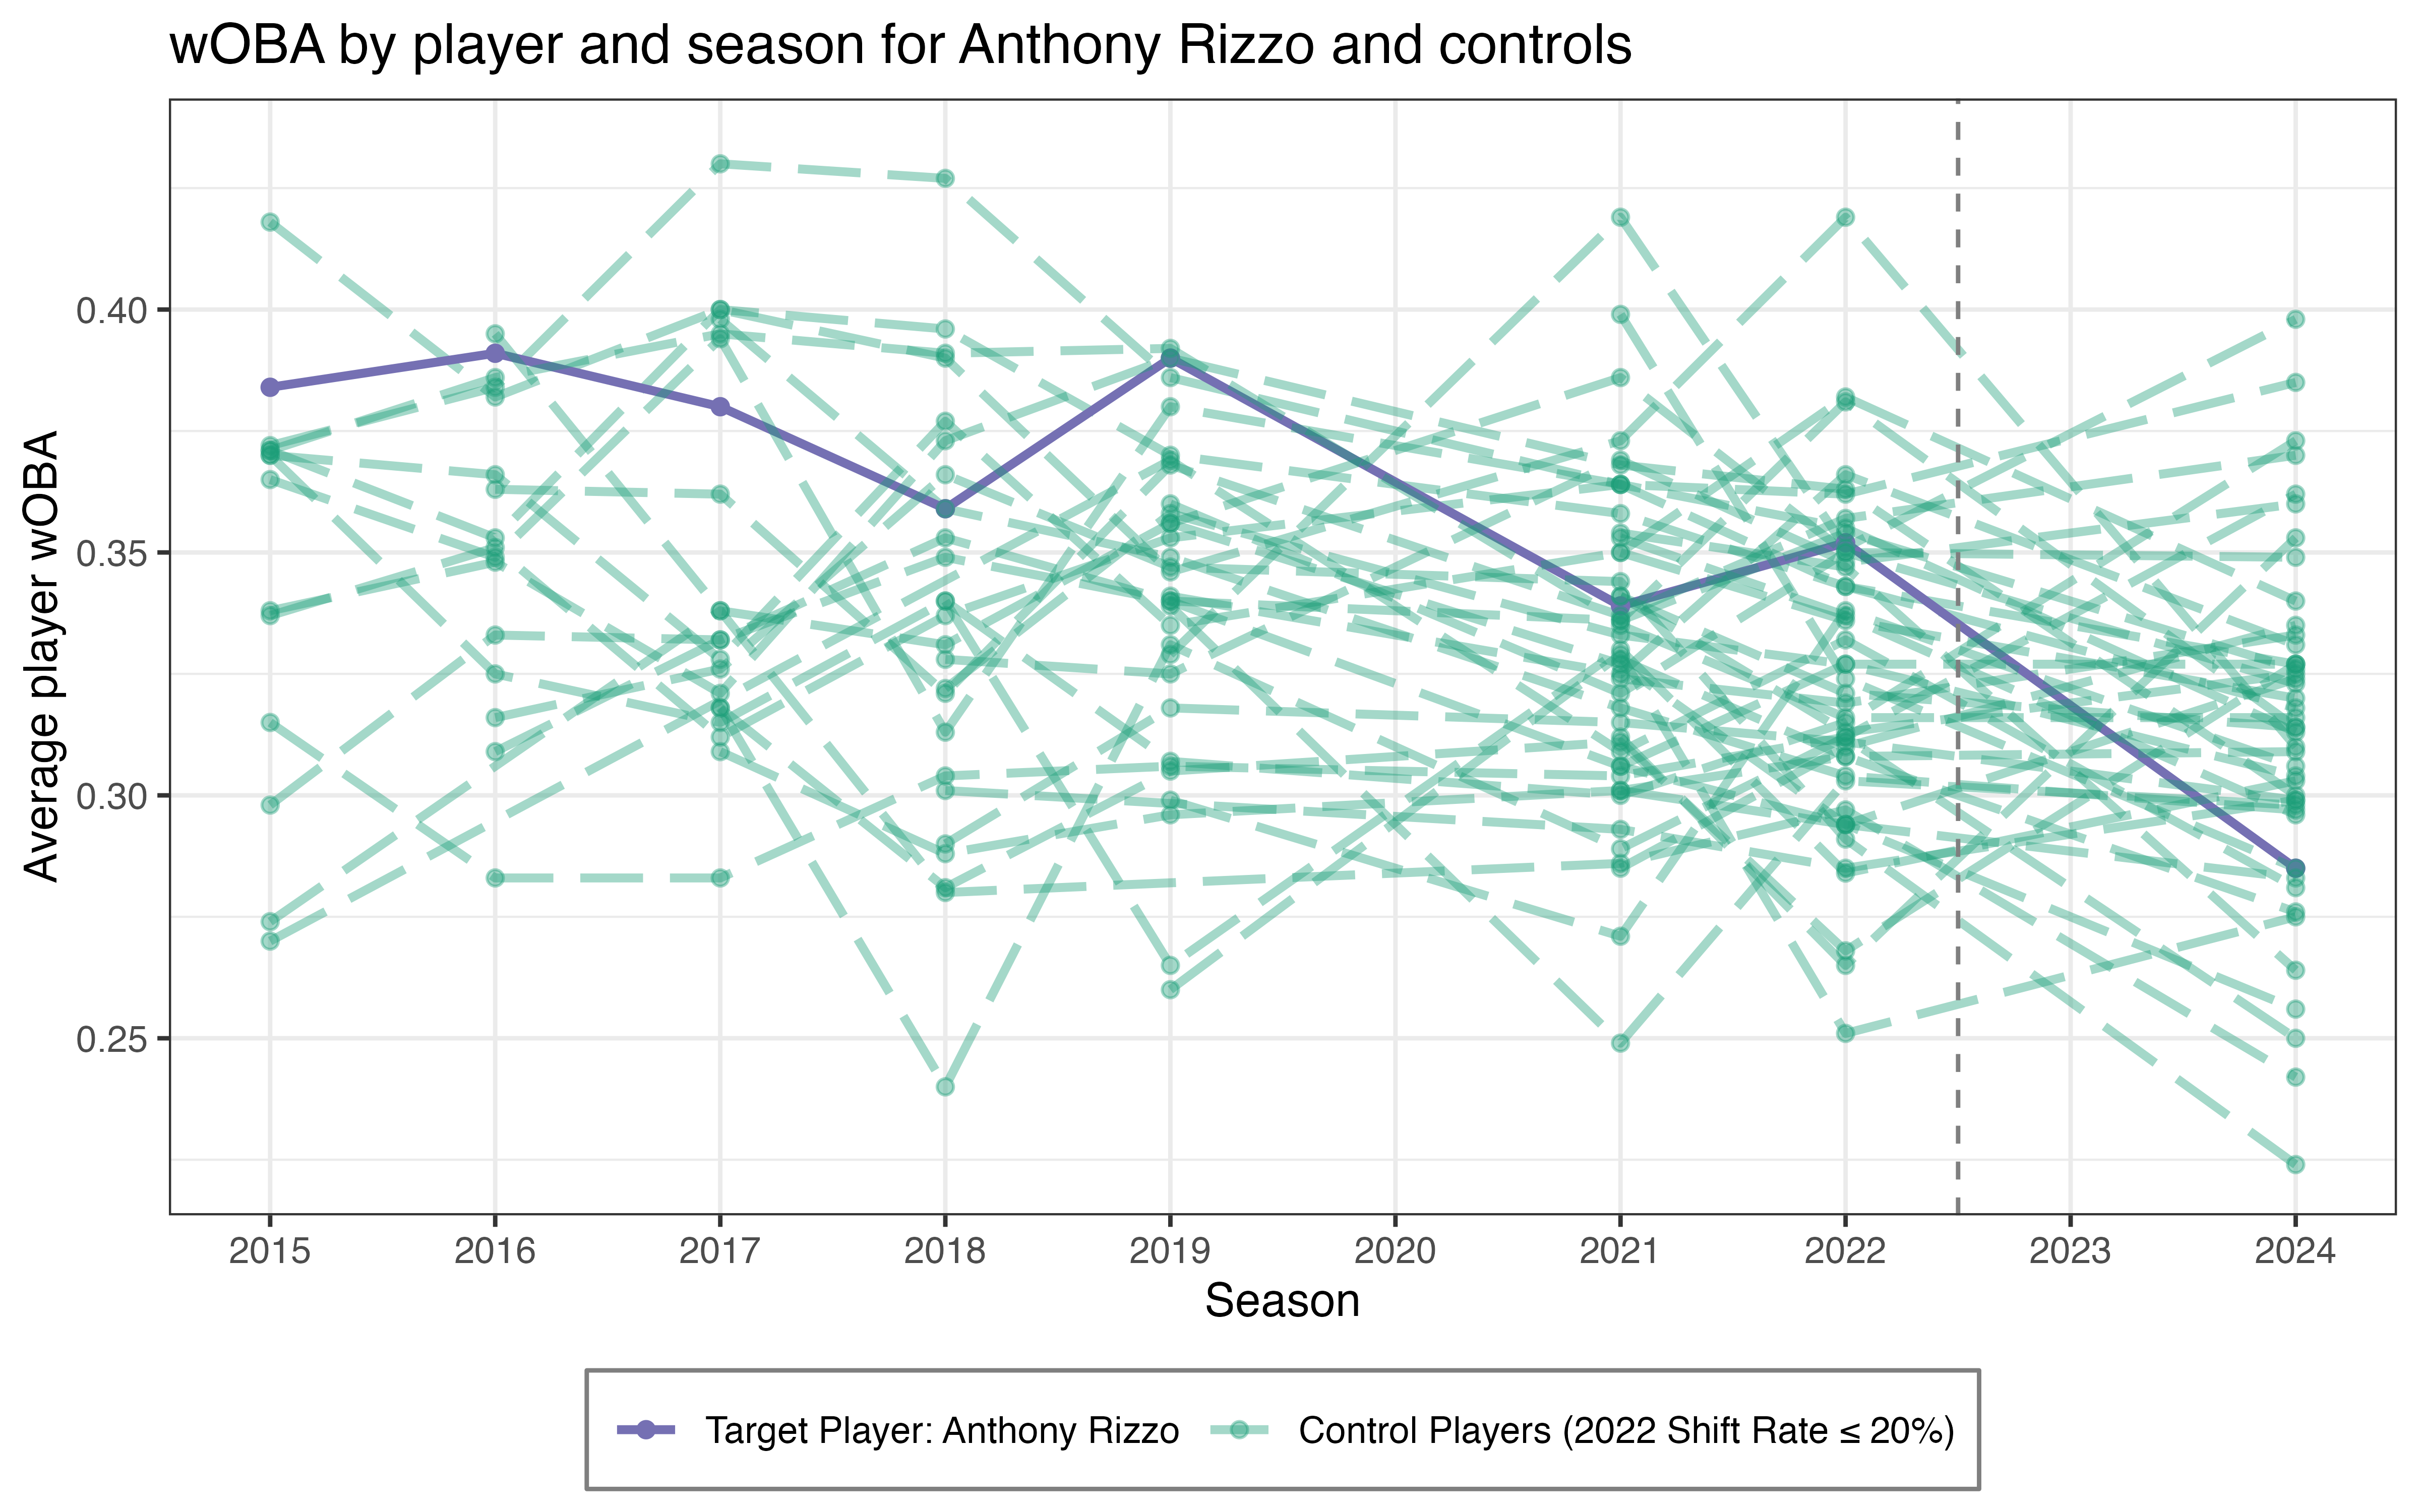 wOBA by player and season for Anthony Rizzo and controls
Average player wOBA
0.40
0.35
0.30
0.25
2015 2016 2017 2018 2019 2020 2021 2022 2023 2024
Season
Target Player: Anthony Rizzo Control Players (2022 Shift Rate ≤ 20%)